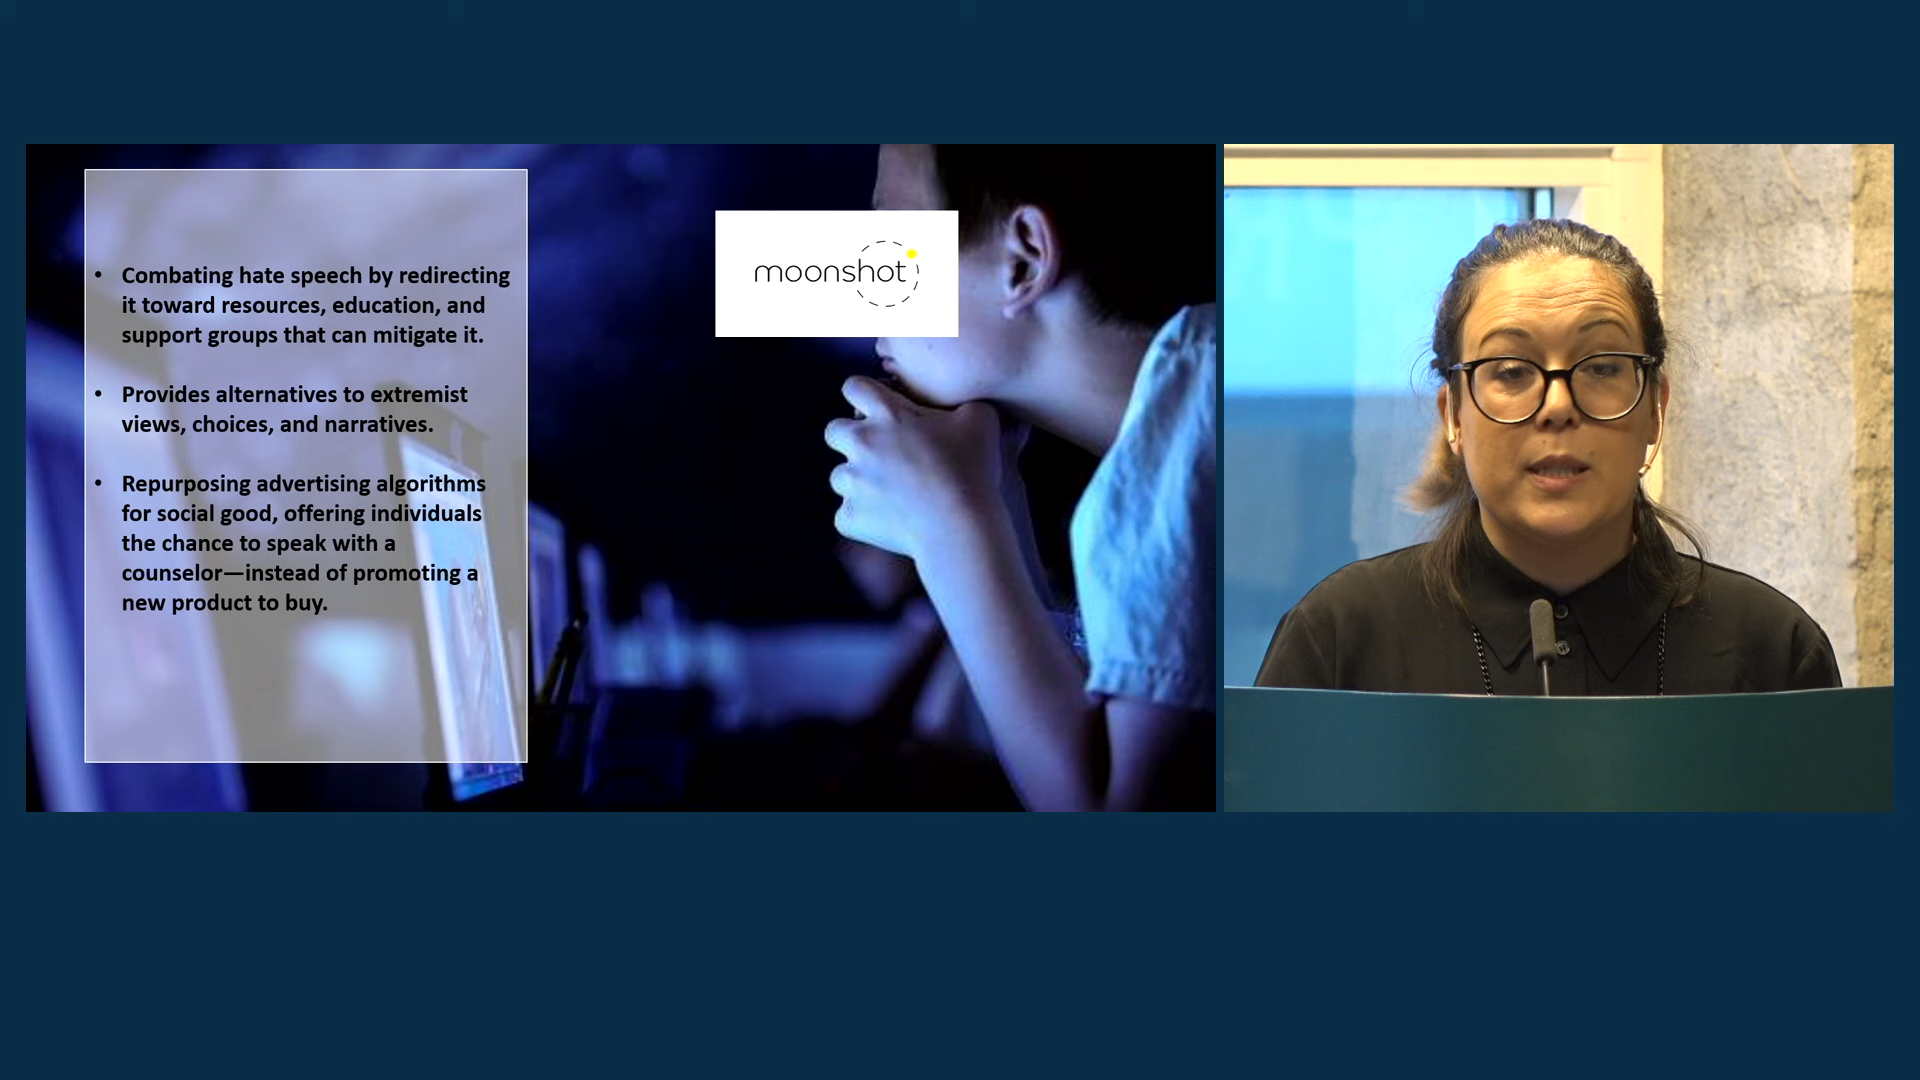 • Combating hate speech by redirecting
it toward resources, education, and
support groups that can mitigate it.
• Provides alternatives to extremist
views, choices, and narratives.
• Repurposing advertising algorithms
for social good, offering individuals
the chance to speak with a
counselor—instead of promoting a
new product to buy.
moonshot